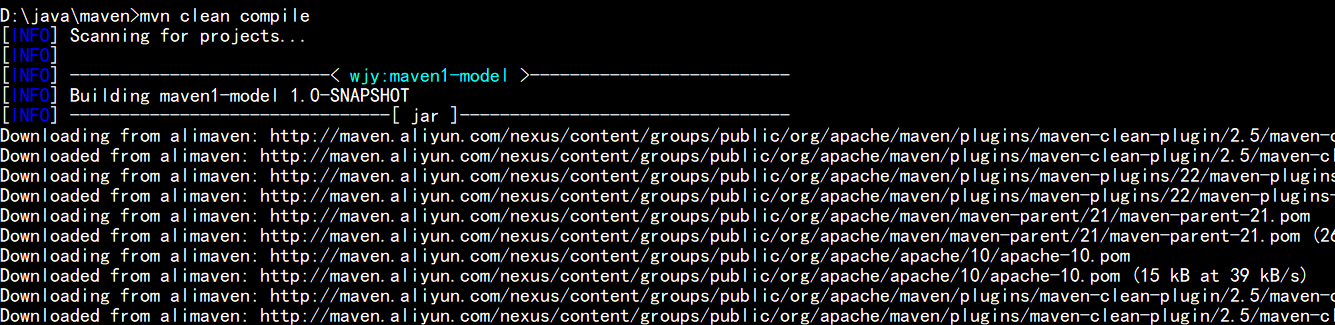 D:\java\maven>mvn clean compile
[INFO] Scanning for projects...
[INFO]
[INFO] --------------------------< wjy:maven1-model >--------------------------
[INFO] Building maven1-model 1.0-SNAPSHOT
[INFO] --------------------------------[ jar ]---------------------------------
Downloading from alimaven: http://maven.aliyun.com/nexus/content/groups/public/org/apache/maven/plugins/maven-clean-plugin/2.5/maven-c
Downloaded from alimaven: http://maven.aliyun.com/nexus/content/groups/public/org/apache/maven/plugins/maven-clean-plugin/2.5/maven-cl
Downloading from alimaven: http://maven.aliyun.com/nexus/content/groups/public/org/apache/maven/plugins/maven-plugins/22/maven-plugins
Downloaded from alimaven: http://maven.aliyun.com/nexus/content/groups/public/org/apache/maven/plugins/maven-plugins/22/maven-plugins-
Downloading from alimaven: http://maven.aliyun.com/nexus/content/groups/public/org/apache/maven/maven-parent/21/maven-parent-21.pom
Downloaded from alimaven: http://maven.aliyun.com/nexus/content/groups/public/org/apache/maven/maven-parent/21/maven-parent-21.pom (26
Downloading from alimaven: http://maven.aliyun.com/nexus/content/groups/public/org/apache/apache/10/apache-10.pom
Downloaded from alimaven: http://maven.aliyun.com/nexus/content/groups/public/org/apache/apache/10/apache-10.pom (15 kB at 39 kB/s)
Downloading from alimaven: http://maven.aliyun.com/nexus/content/groups/public/org/apache/maven/plugins/maven-clean-plugin/2.5/maven-c
Downloaded from alimaven: http://maven.aliyun.com/nexus/content/groups/public/org/apache/maven/plugins/maven-clean-plugin/2.5/maven-cl